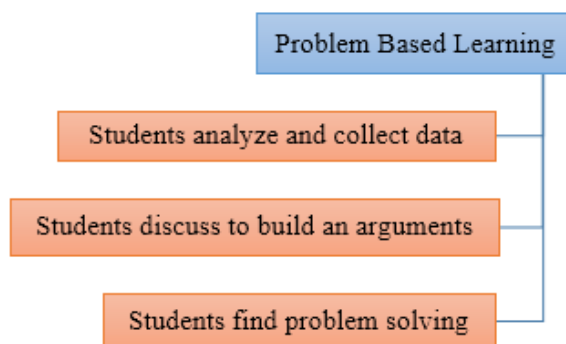 Problem Based Learning
Students analyze and collect data
Students discuss to build an arguments
Students find problem solving